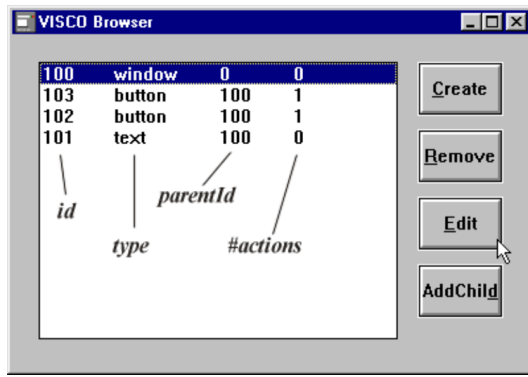 VISCO Browser
100 window 0 0
103 button 100 1
102 button 100 1
101 text 100 0
id
type
parentId
#actions
Create
Remove
Edit
AddChild